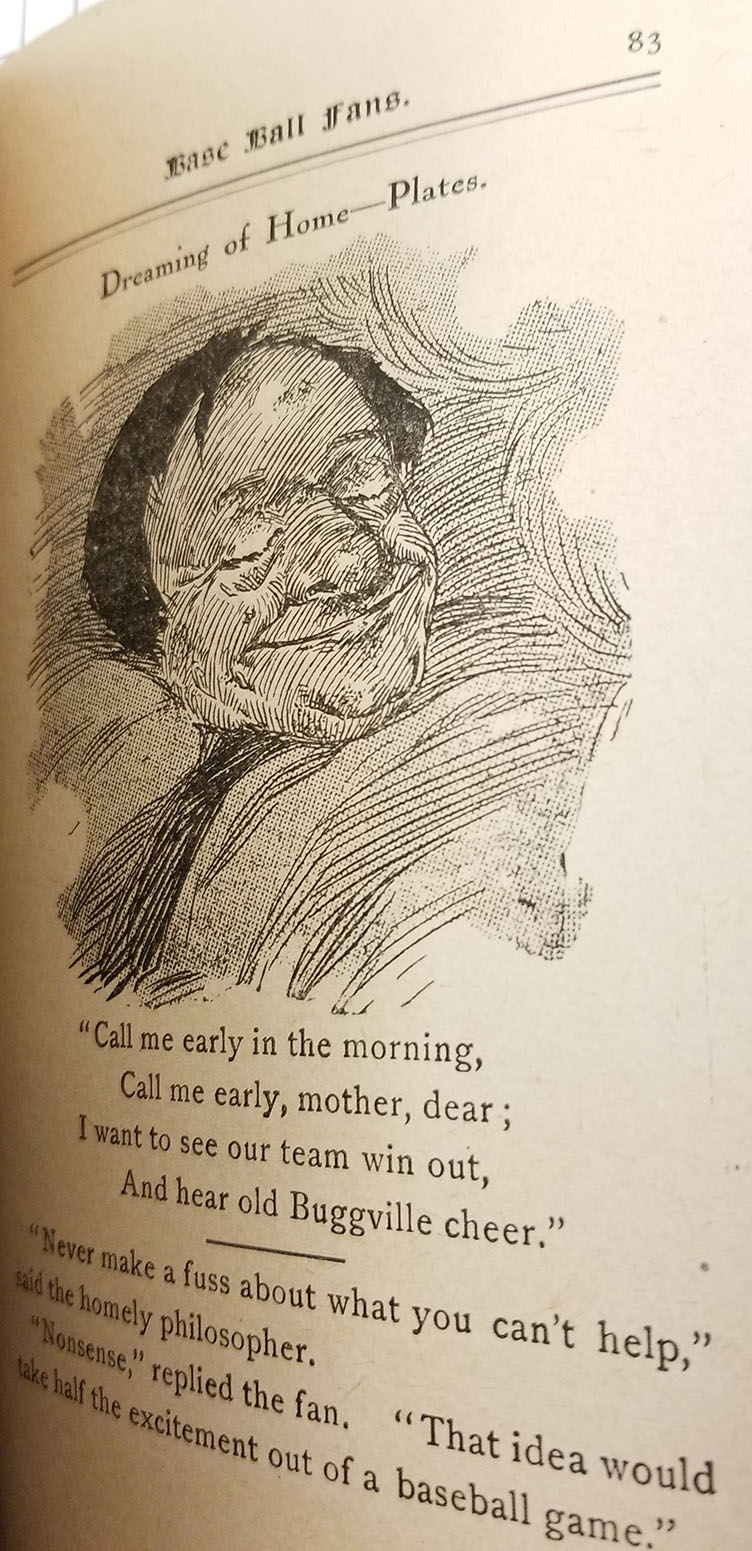 83
Base Ball Fans.
Dreaming of Home—Plates.
“Call me early in the morning,
Call me early, mother, dear ;
I want to see our team win out,
And hear old Buggville cheer.”
“Never make a fuss about what you can't help,”
said the homely philosopher.
“Nonsense,” replied the fan. “That idea would
take half the excitement out of a baseball game.”